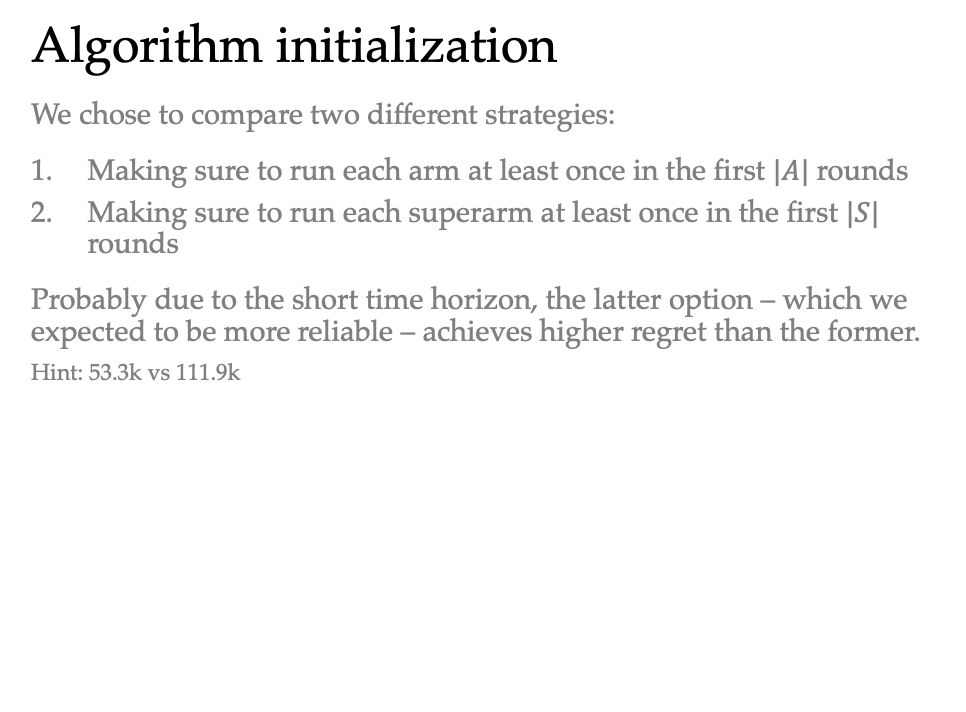 Algorithm initialization
We chose to compare two different strategies:
1. Making sure to run each arm at least once in the first |A| rounds
2. Making sure to run each superarm at least once in the first |S|
rounds
Probably due to the short time horizon, the latter option – which we
expected to be more reliable – achieves higher regret than the former.
Hint: 53.3k vs 111.9k